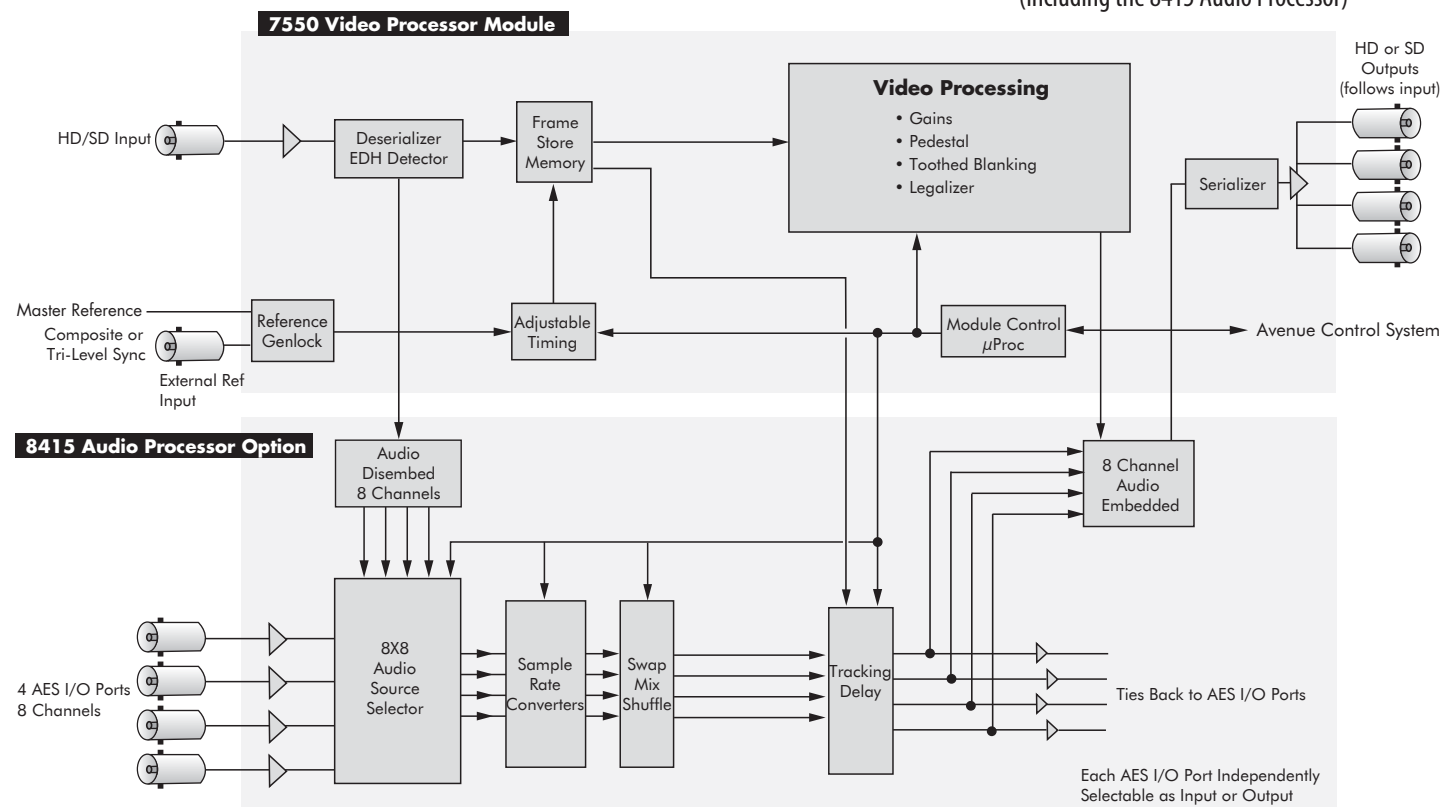 (including the 8415 Audio Processor)
7550 Video Processor Module
HD or SD
Outputs
(follows input)
Video Processing
• Gains
• Pedestal
• Toothed Blanking
• Legalizer
HD/SD Input
Deserializer
EDH Detector
Frame
Store
Memory
Serializer
Master Reference
Composite or
Tri-Level Sync
External Ref
Input
Reference
Genlock
Adjustable
Timing
Module Control
µProc
Avenue Control System
8415 Audio Processor Option
Audio
Disembed
8 Channels
8 Channel
Audio
Embedded
4 AES I/O Ports
8 Channels
8X8
Audio
Source
Selector
Sample
Rate
Converters
Swap
Mix
Shuffle
Tracking
Delay
Ties Back to AES I/O Ports
Each AES I/O Port Independently
Selectable as Input or Output